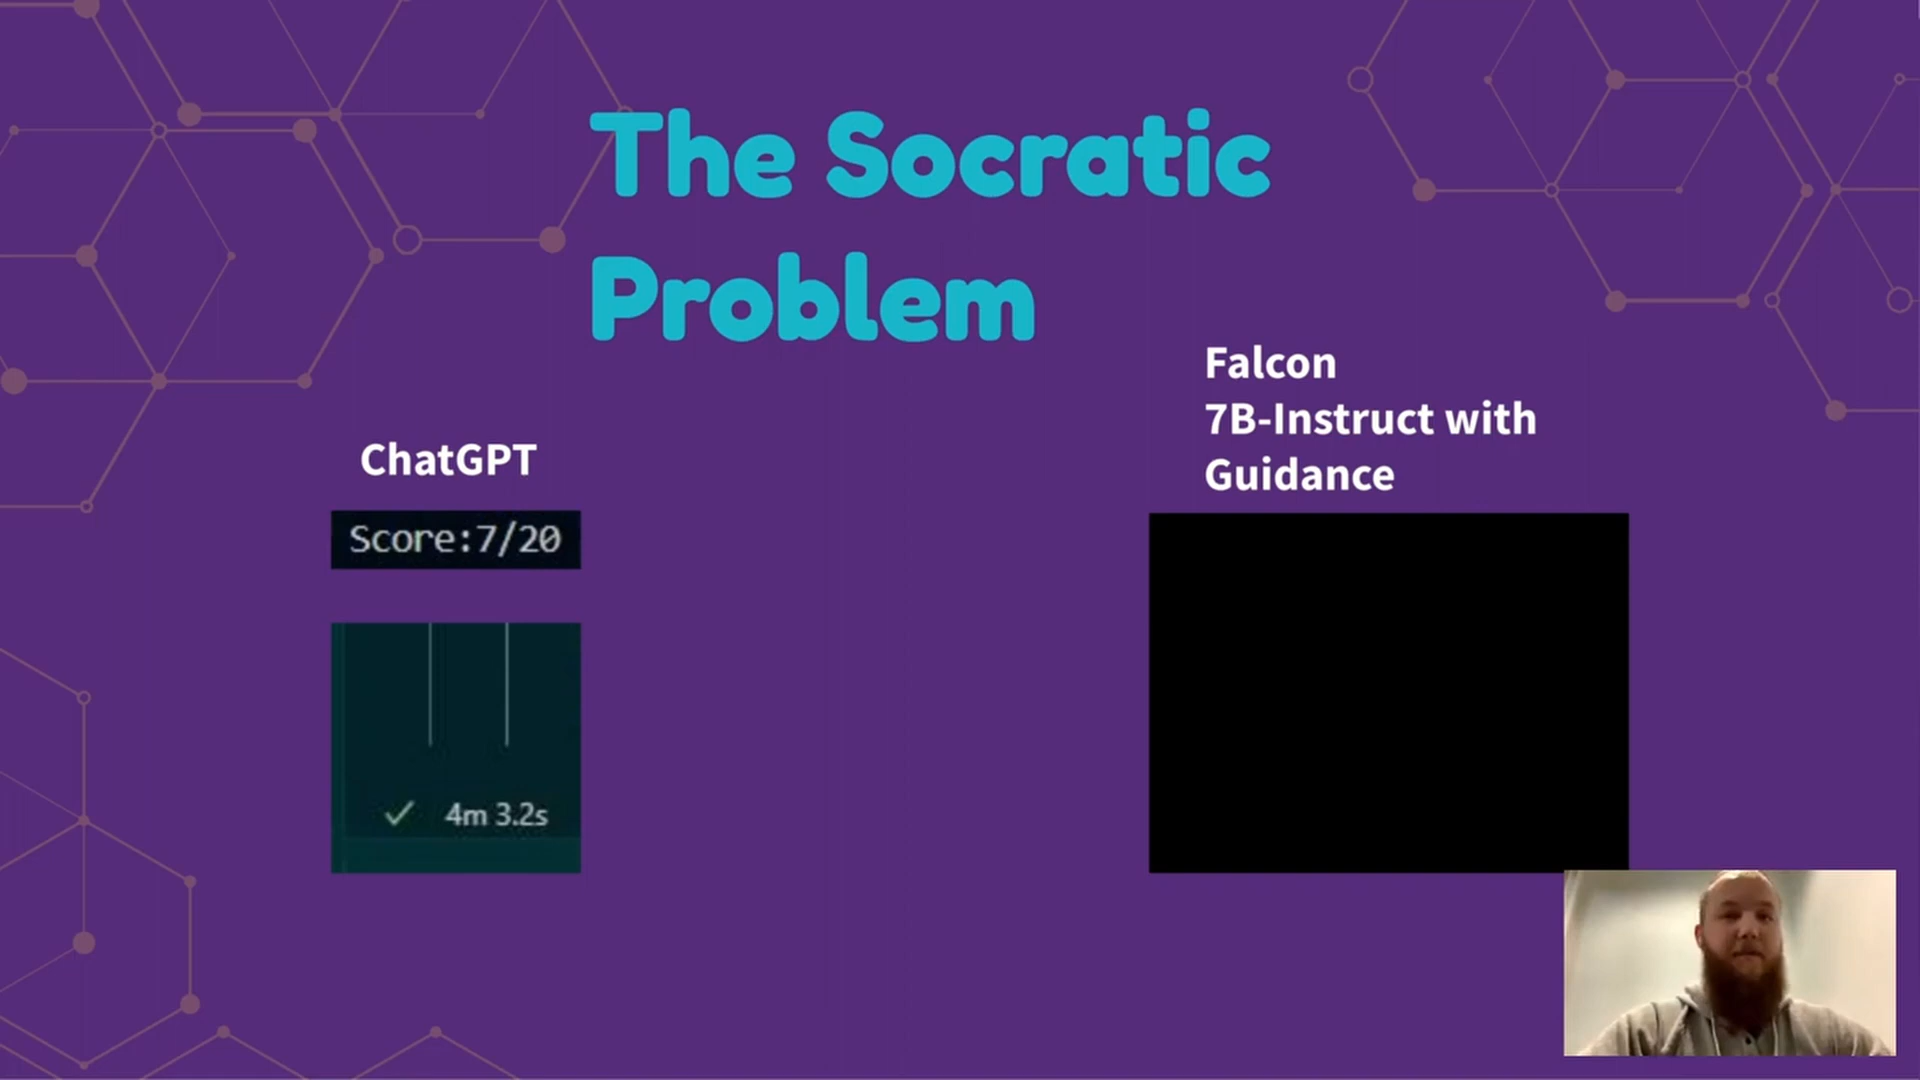 The Socratic
Problem
ChatGPT
Score:7/20
4m 3.2s
Falcon
7B-Instruct with
Guidance